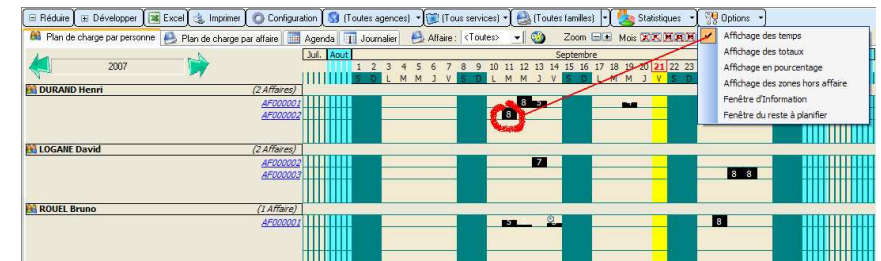 Réduire Développer Excel Imprimer Configuration (Toutes agences) (Tous services) (Toutes familles) Statistiques Options
Plan de charge par personne Plan de charge par affaire Agenda Journalier Affaire : <Toutes> Zoom Mois
Affichage des temps
Affichage des totaux
Affichage en pourcentage
Affichage des zones hors affaire
Fenêtre d'Information
Fenêtre du reste à planifier
Juil. Aout Septembre
2007
1 2 3 4 5 6 7 8 9 10 11 12 13 14 15 16 17 18 19 20 21 22 23
S D L M M J V S D L M M J V S D L M M J V S D
DURAND Henri (2 Affaires)
AF000001 8 5
AF000002 8
LOGANE David (2 Affaires)
AF000002 7
AF000003 8 8
ROUEL Bruno (1 Affaire)
AF000001 5 8